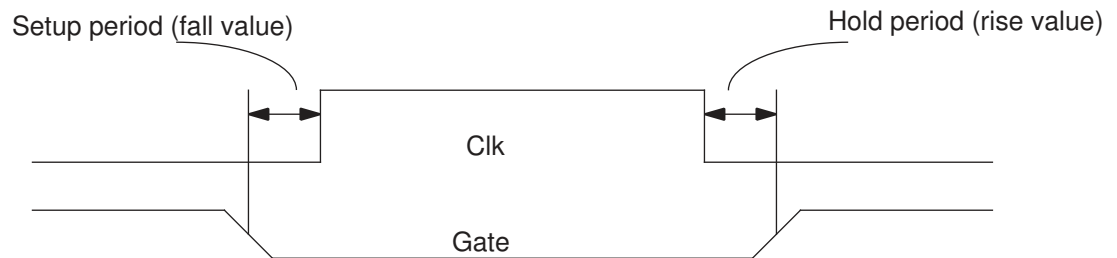 Setup period (fall value)
Hold period (rise value)
Clk
Gate